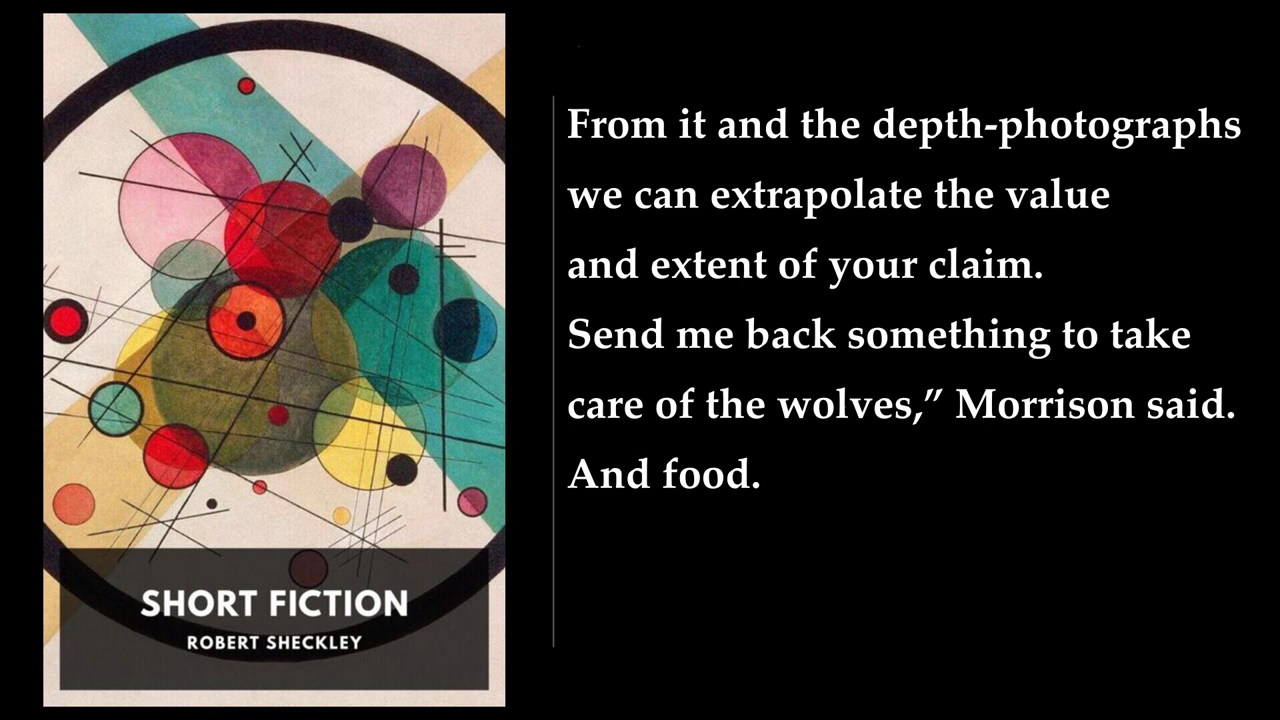 SHORT FICTION
ROBERT SHECKLEY
From it and the depth-photographs
we can extrapolate the value
and extent of your claim.
Send me back something to take
care of the wolves,” Morrison said.
And food.